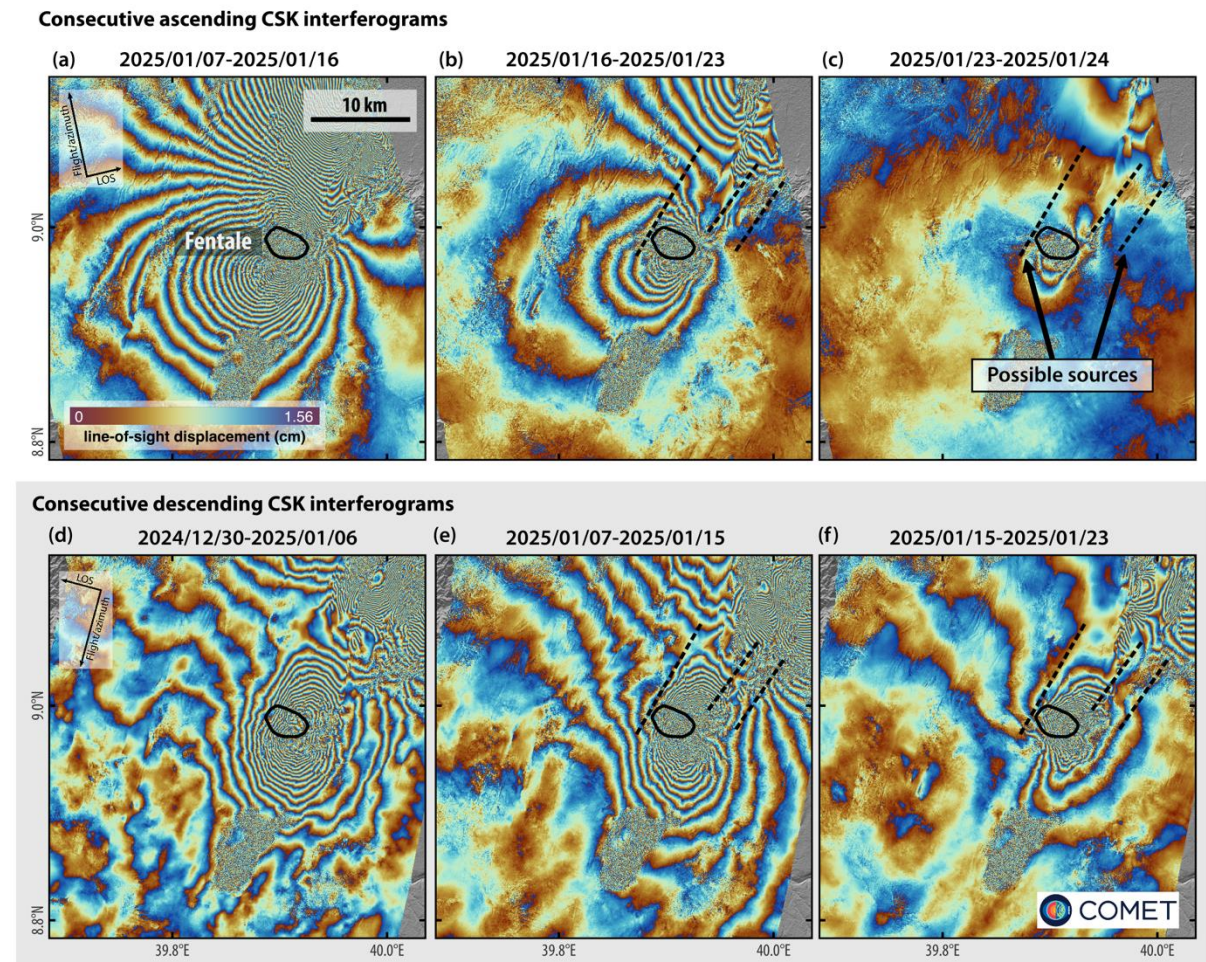 Consecutive ascending CSK interferograms
(a) 2025/01/07-2025/01/16
(b) 2025/01/16-2025/01/23
(c) 2025/01/23-2025/01/24
Flight/azimuth
LOS
10 km
9.0°N
Fentale
Possible sources
0 1.56
line-of-sight displacement (cm)
8.8°N
Consecutive descending CSK interferograms
(d) 2024/12/30-2025/01/06
(e) 2025/01/07-2025/01/15
(f) 2025/01/15-2025/01/23
LOS
Flight/azimuth
9.0°N
8.8°N
COMET
39.8°E 40.0°E
39.8°E 40.0°E
39.8°E 40.0°E